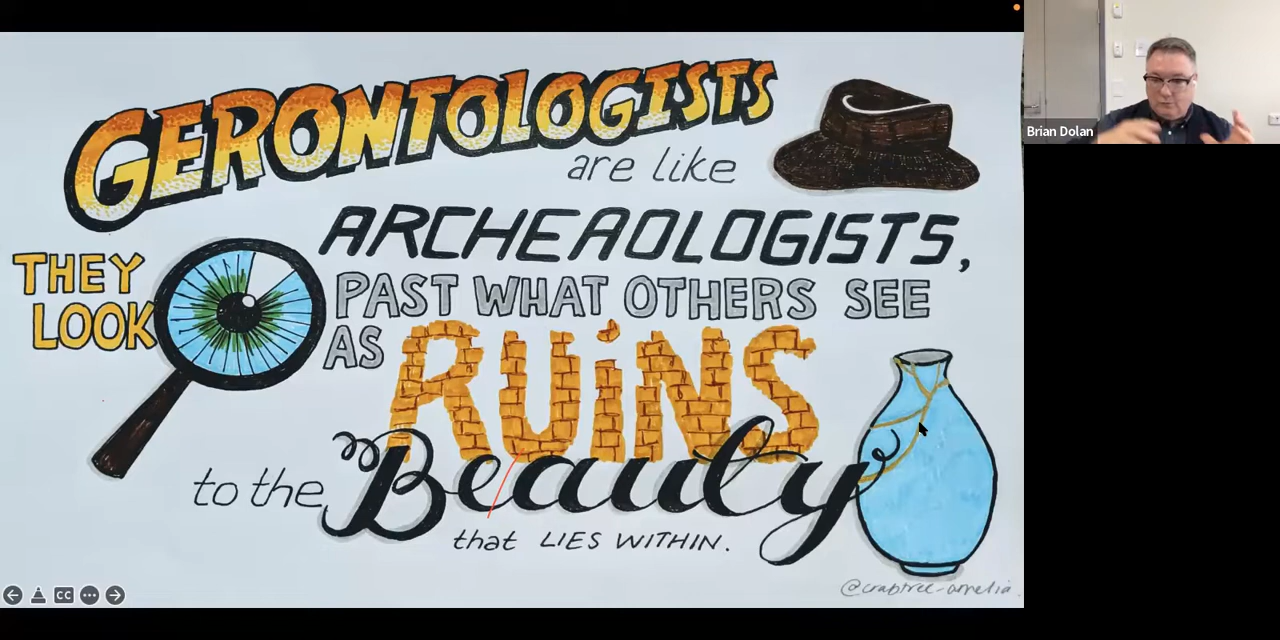 GERONTOLOGISTS
are like
ARCHEAOLOGISTS,
THEY
LOOK
PAST WHAT OTHERS SEE
AS RUiNS
to the Beauty
that LIES WITHIN.
@crabtree-amelia
Brian Dolan
CC